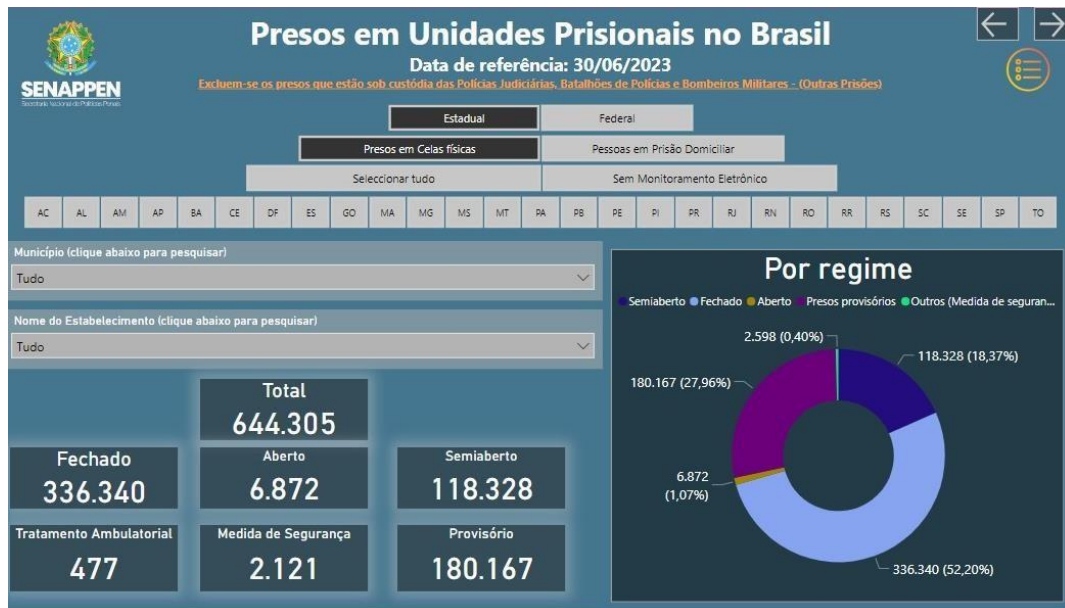 Presos em Unidades Prisionais no Brasil
Data de referência: 30/06/2023
Excluem-se os presos que estão sob custódia das Polícias Judiciárias, Batalhões de Polícias e Bombeiros Militares - (Outras Prisões)
SENAPPEN
Secretaria Nacional de Políticas Penais
Estadual Federal
Presos em Celas físicas Pessoas em Prisão Domiciliar
Seleccionar tudo Sem Monitoramento Eletrônico
AC AL AM AP BA CE DF ES GO MA MG MS MT PA PB PE PI PR RJ RN RO RR RS SC SE SP TO
Município (clique abaixo para pesquisar)
Tudo
Nome do Estabelecimento (clique abaixo para pesquisar)
Tudo
Total
644.305
Fechado Aberto Semiaberto
336.340 6.872 118.328
Tratamento Ambulatorial Medida de Segurança Provisório
477 2.121 180.167
Por regime
Semiaberto Fechado Aberto Presos provisórios Outros (Medida de seguran...
2.598 (0,40%)
118.328 (18,37%)
180.167 (27,96%)
6.872
(1,07%)
336.340 (52,20%)